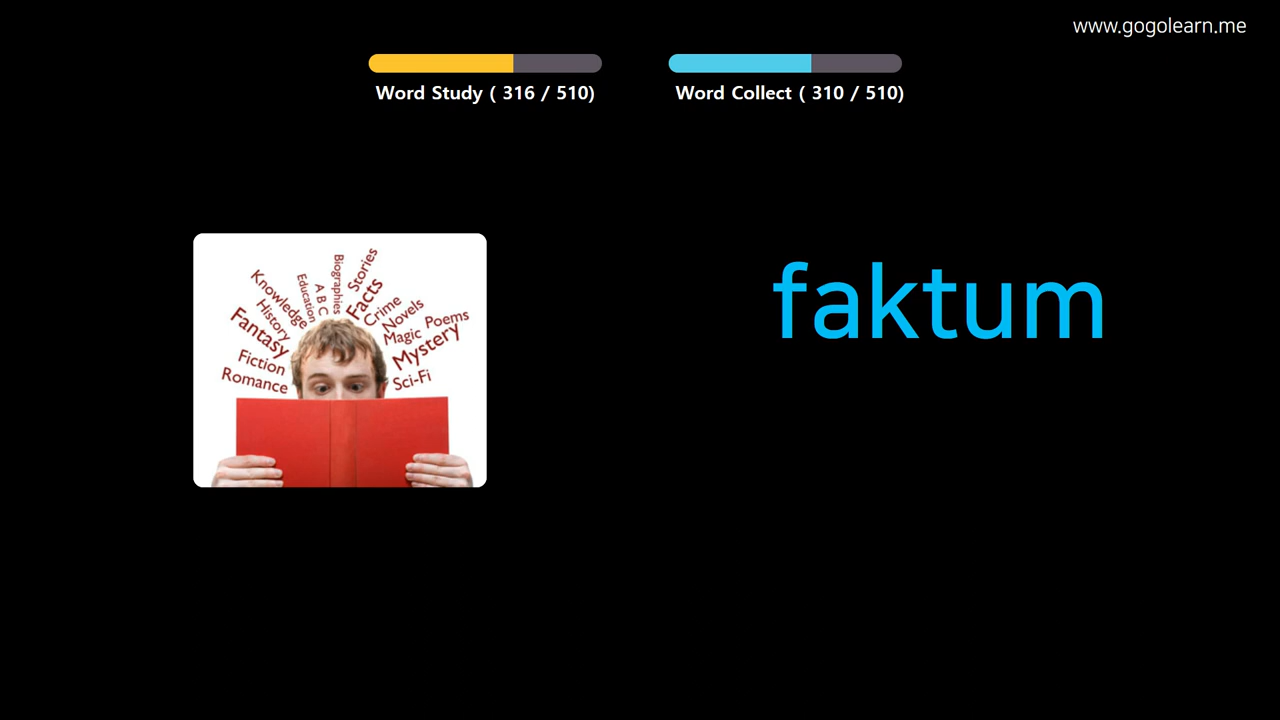 www.gogolearn.me
Word Study ( 316 / 510)
Word Collect ( 310 / 510)
faktum
Stories
Biographies
Facts
Knowledge
Education
A B C
Crime
History
Novels
Poems
Fantasy
Magic
Mystery
Fiction
Romance
Sci-Fi